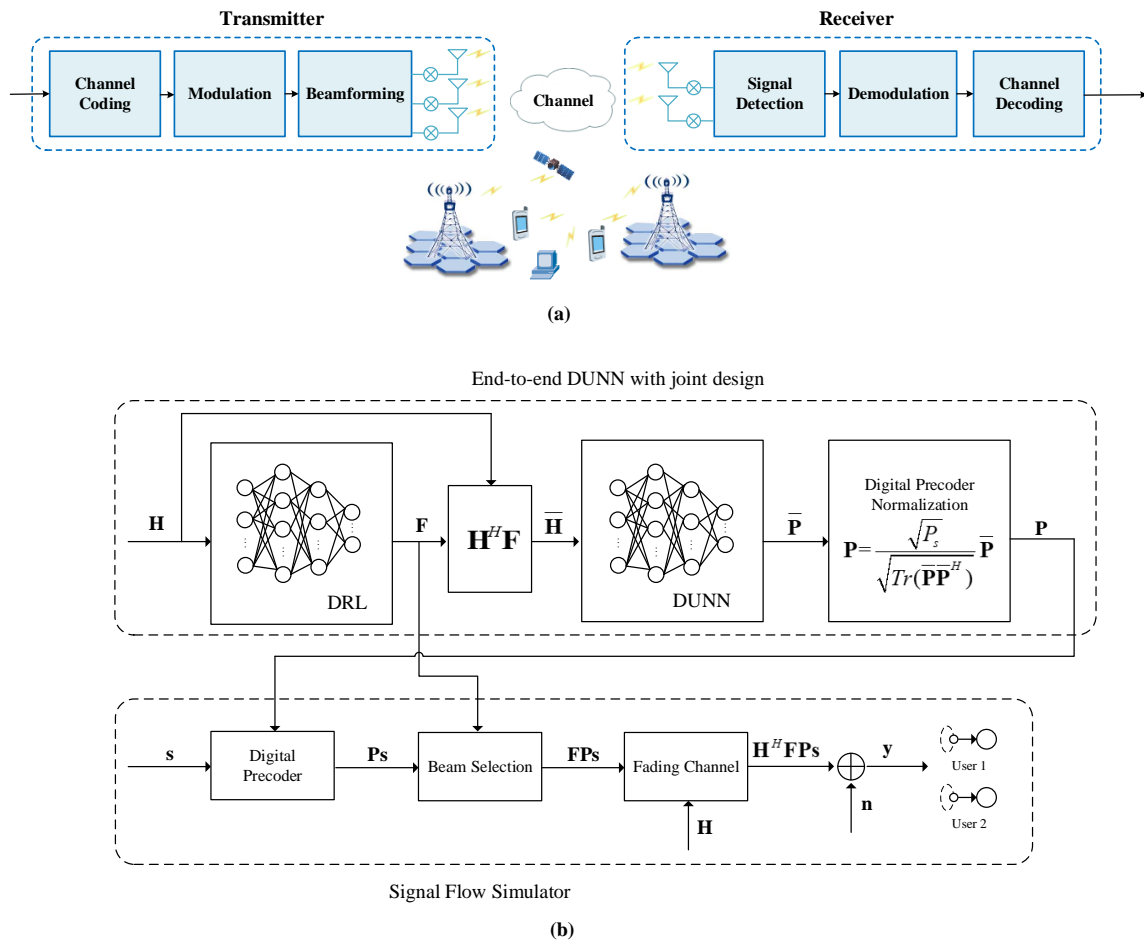 Transmitter
Receiver
Channel
Coding
Modulation
Beamforming
Channel
Signal
Detection
Demodulation
Channel
Decoding
(a)
End-to-end DUNN with joint design
H
DRL
F
H^H F
H̅
DUNN
P̅
Digital Precoder
Normalization
P = √P_s / √Tr(P̅P̅^H) P̅
P
s
Digital
Precoder
Ps
Beam Selection
FPs
Fading Channel
H
H^H FPs
n
y
User 1
User 2
Signal Flow Simulator
(b)